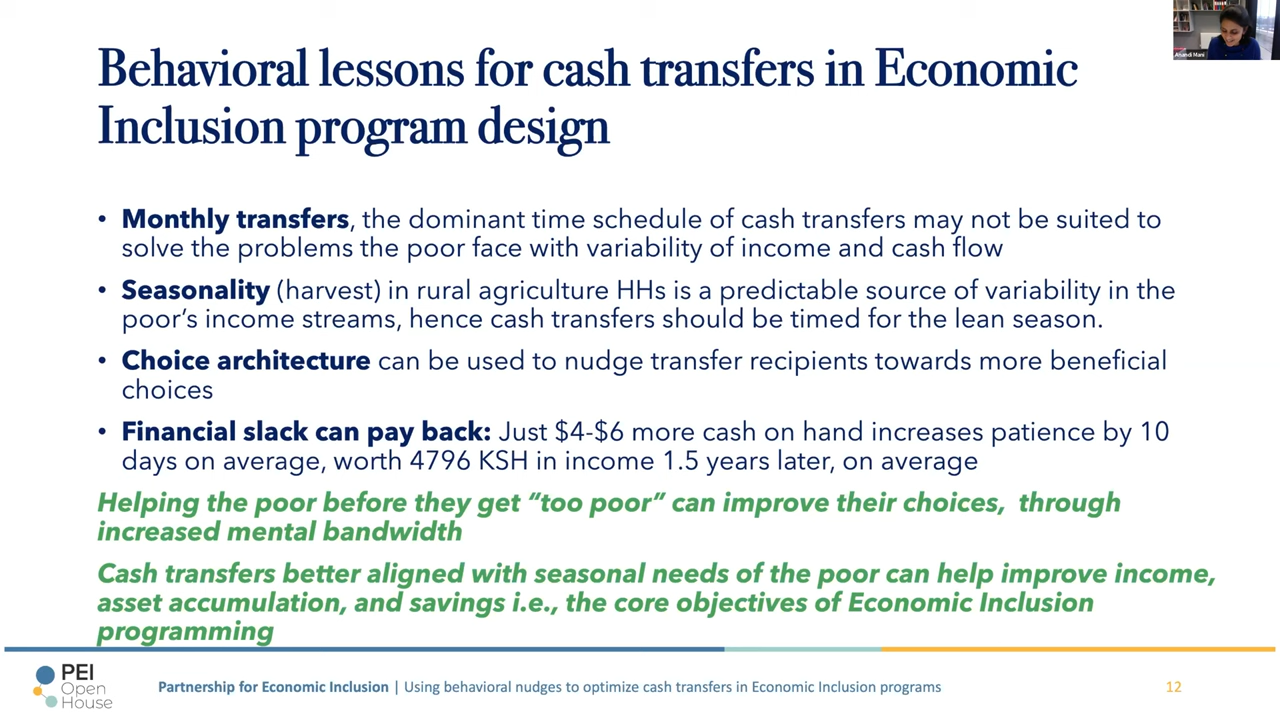 Anandi Mani
Behavioral lessons for cash transfers in Economic
Inclusion program design
• Monthly transfers, the dominant time schedule of cash transfers may not be suited to
solve the problems the poor face with variability of income and cash flow
• Seasonality (harvest) in rural agriculture HHs is a predictable source of variability in the
poor’s income streams, hence cash transfers should be timed for the lean season.
• Choice architecture can be used to nudge transfer recipients towards more beneficial
choices
• Financial slack can pay back: Just $4-$6 more cash on hand increases patience by 10
days on average, worth 4796 KSH in income 1.5 years later, on average
Helping the poor before they get “too poor” can improve their choices, through
increased mental bandwidth
Cash transfers better aligned with seasonal needs of the poor can help improve income,
asset accumulation, and savings i.e., the core objectives of Economic Inclusion
programming
PEI
Open
House
Partnership for Economic Inclusion | Using behavioral nudges to optimize cash transfers in Economic Inclusion programs
12